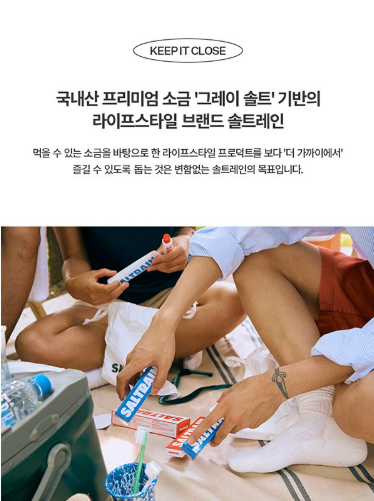 KEEP IT CLOSE
국내산 프리미엄 소금 '그레이 솔트' 기반의
라이프스타일 브랜드 솔트레인
먹을 수 있는 소금을 바탕으로 한 라이프스타일 프로덕트를 보다 '더 가까이에서'
즐길 수 있도록 돕는 것은 변함없는 솔트레인의 목표입니다.
SALTRAIN
SALTRAIN
SALTRAIN